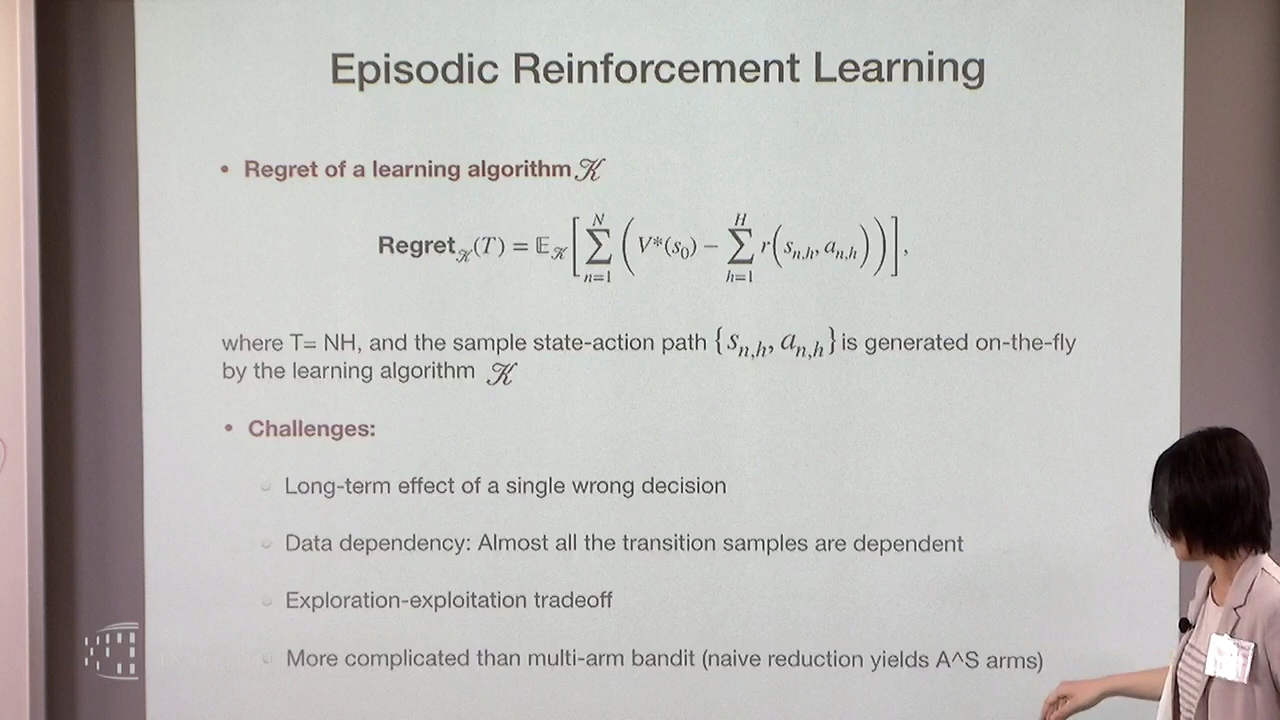 Episodic Reinforcement Learning
• Regret of a learning algorithm 𝒦
Regret_𝒦(T) = 𝔼_𝒦 [ ∑_{n=1}^{N} ( V*(s_0) − ∑_{h=1}^{H} r( s_{n,h}, a_{n,h} ) ) ],
where T= NH, and the sample state-action path {s_{n,h}, a_{n,h}} is generated on-the-fly
by the learning algorithm 𝒦
• Challenges:
Long-term effect of a single wrong decision
Data dependency: Almost all the transition samples are dependent
Exploration-exploitation tradeoff
More complicated than multi-arm bandit (naive reduction yields A^S arms)